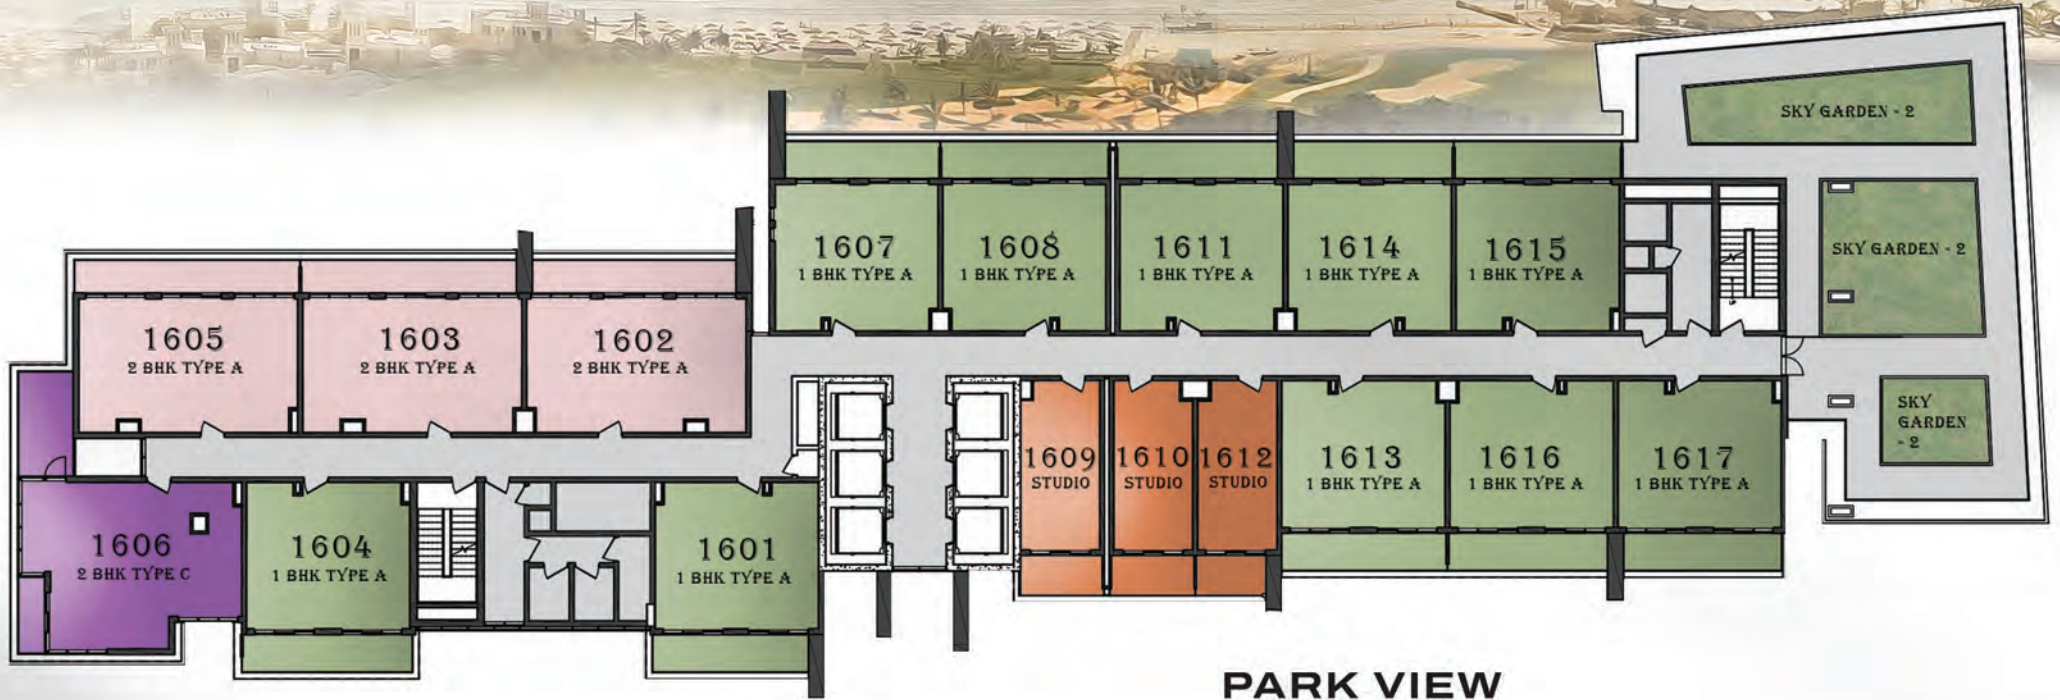 SKY GARDEN - 2
1607
1 BHK TYPE A
1608
1 BHK TYPE A
1611
1 BHK TYPE A
1614
1 BHK TYPE A
1615
1 BHK TYPE A
SKY GARDEN - 2
1605
2 BHK TYPE A
1603
2 BHK TYPE A
1602
2 BHK TYPE A
SKY
GARDEN
- 2
1609
STUDIO
1610
STUDIO
1612
STUDIO
1613
1 BHK TYPE A
1616
1 BHK TYPE A
1617
1 BHK TYPE A
1606
2 BHK TYPE C
1604
1 BHK TYPE A
1601
1 BHK TYPE A
PARK VIEW